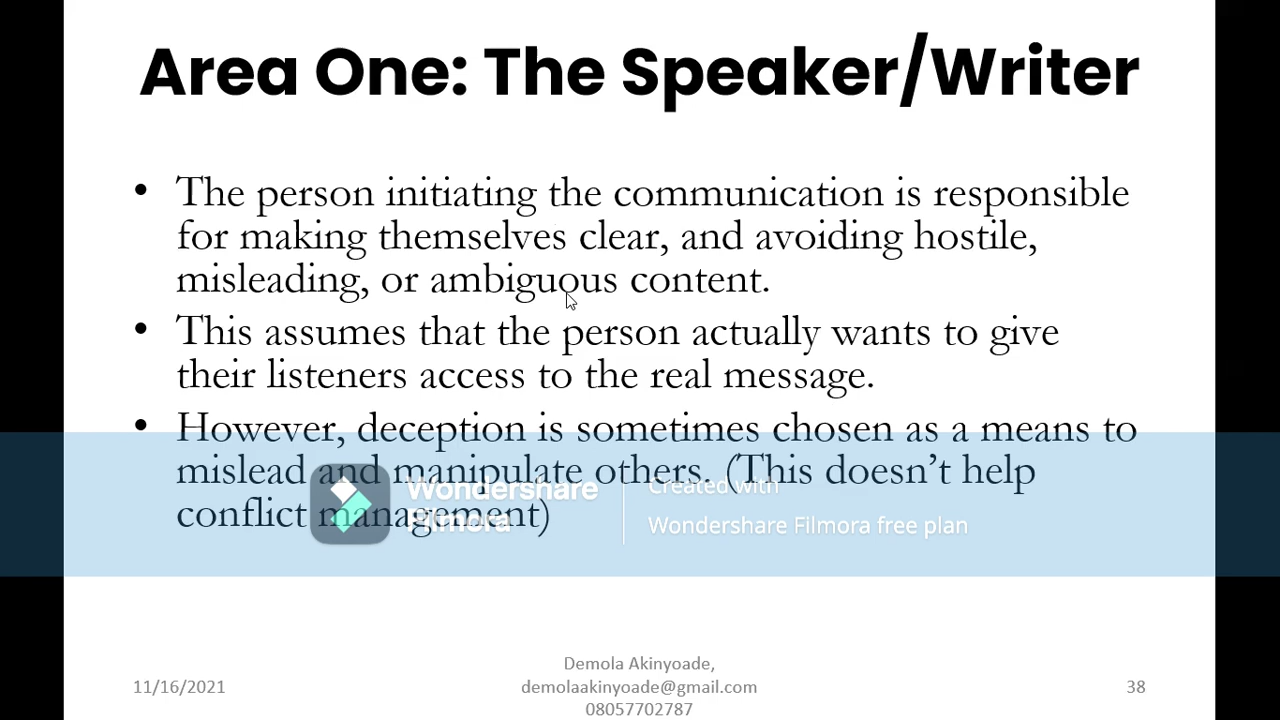 Area One: The Speaker/Writer
• The person initiating the communication is responsible
for making themselves clear, and avoiding hostile,
misleading, or ambiguous content.
• This assumes that the person actually wants to give
their listeners access to the real message.
• However, deception is sometimes chosen as a means to
mislead and manipulate others. (This doesn’t help
conflict management)
Wondershare
Filmora
Created with
Wondershare Filmora free plan
Demola Akinyoade,
11/16/2021
demolaakinyoade@gmail.com
38
08057702787